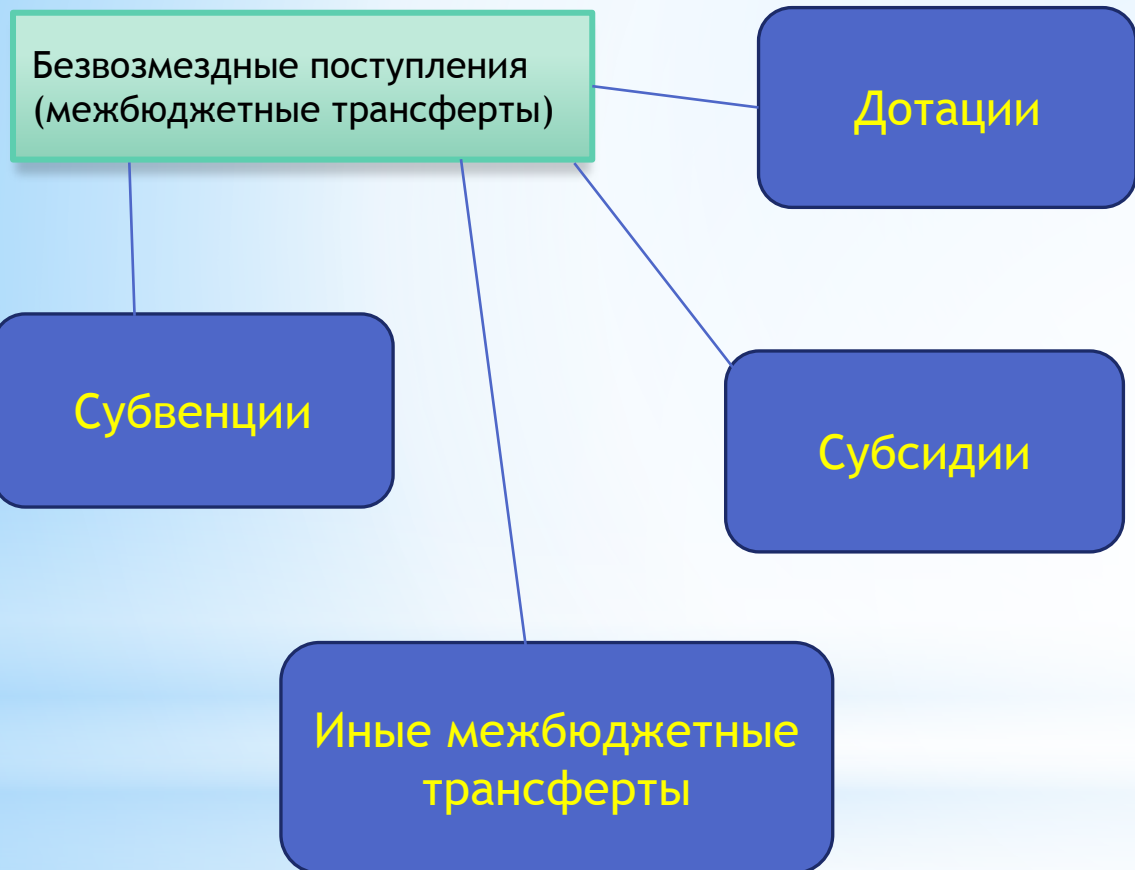 Безвозмездные поступления
(межбюджетные трансферты)
Дотации
Субвенции
Субсидии
Иные межбюджетные
трансферты